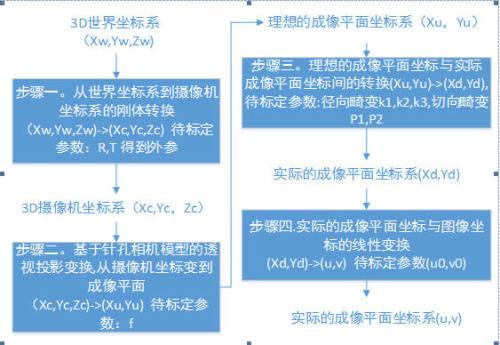 3D世界坐标系
（Xw,Yw,Zw)
步骤一。从世界坐标系到摄像机
坐标系的刚体转换
（Xw,Yw,Zw)->(Xc,Yc,Zc) 待标定
参数：R,T 得到外参
3D摄像机坐标系（Xc,Yc，Zc）
步骤二。基于针孔相机模型的透
视投影变换,从摄像机坐标变到
成像平面
（Xc,Yc,Zc)->(Xu,Yu) 待标定参
数：f
理想的成像平面坐标系（Xu，Yu）
步骤三。理想的成像平面坐标与实际
成像平面坐标间的转换(Xu,Yu)->(Xd,Yd),
待标定参数:径向畸变k1,k2,k3,切向畸变
P1,P2
实际的成像平面坐标系(Xd,Yd)
步骤四.实际的成像平面坐标与图像坐
标的线性变换
(Xd,Yd)->(u,v) 待标定参数(u0,v0)
实际的成像平面坐标系(u,v)